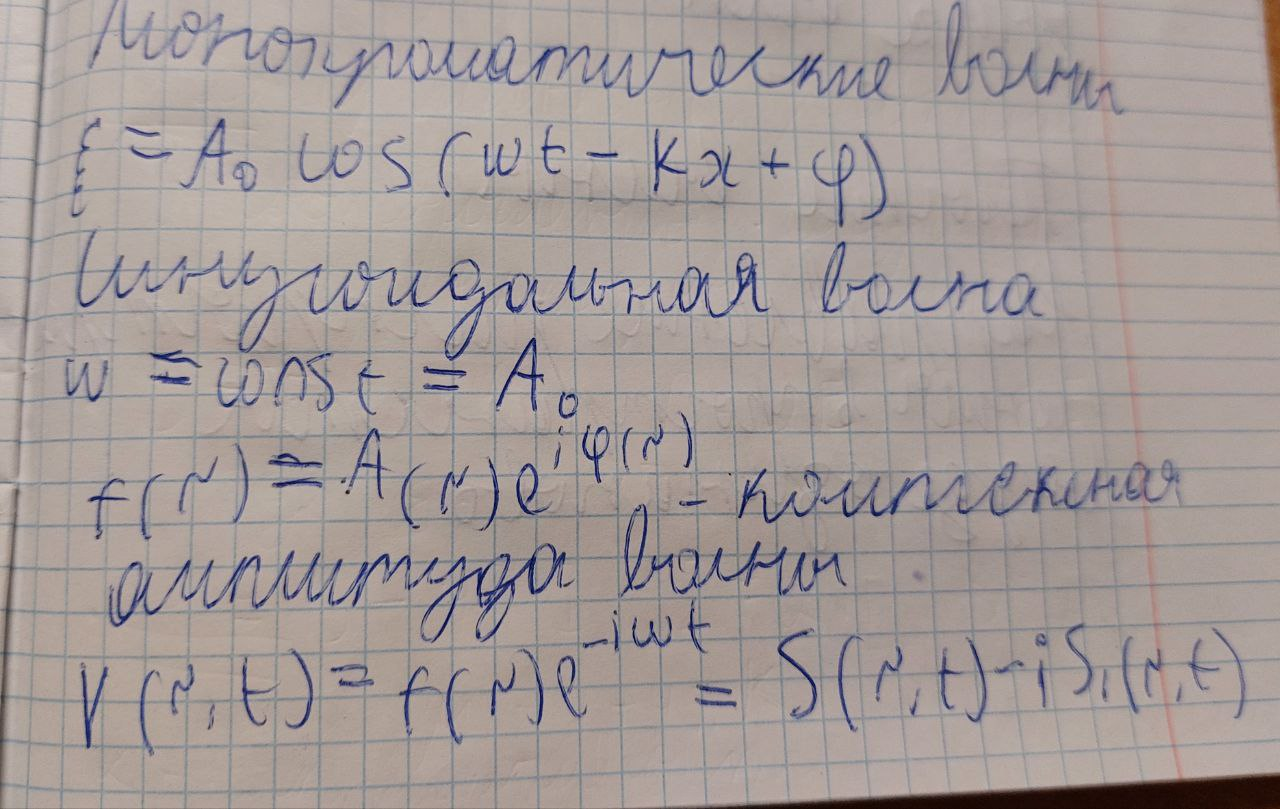 Монохроматические волны
ξ = A₀ cos(ωt - kx + φ)
Синусоидальная волна
ω = const = A₀
f(r) = A(r)e^{iφ(r)} - комплексная
амплитуда волны
V(r,t) = f(r)e^{-iωt} = S(r,t) - iS₁(r,t)